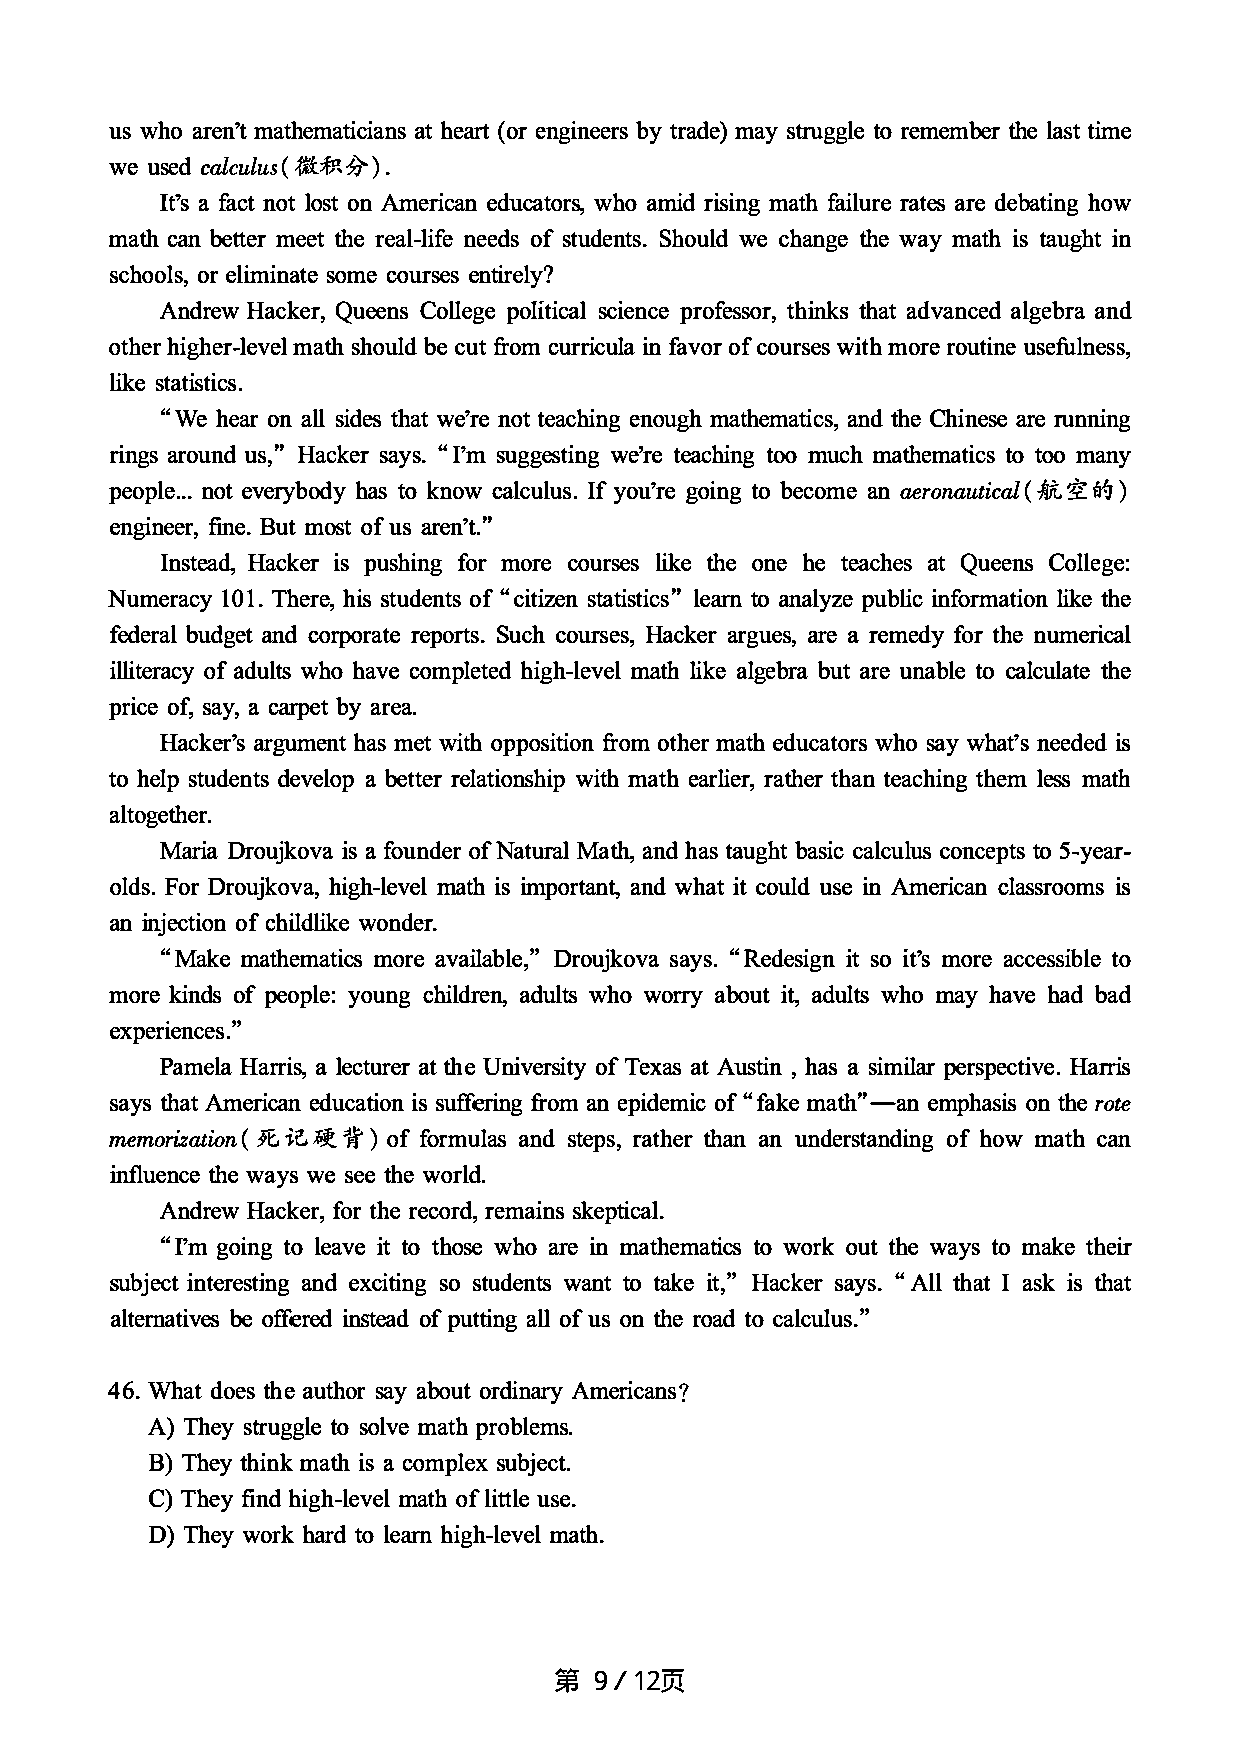 us who aren't mathematicians at heart (or engineers by trade) may struggle to remember the last time
we used calculus(微积分).
It's a fact not lost on American educators, who amid rising math failure rates are debating how
math can better meet the real-life needs of students. Should we change the way math is taught in
schools, or eliminate some courses entirely?
Andrew Hacker, Queens College political science professor, thinks that advanced algebra and
other higher-level math should be cut from curricula in favor of courses with more routine usefulness,
like statistics.
“We hear on all sides that we're not teaching enough mathematics, and the Chinese are running
rings around us,” Hacker says. “I'm suggesting we're teaching too much mathematics to too many
people... not everybody has to know calculus. If you're going to become an aeronautical(航空的)
engineer, fine. But most of us aren't.”
Instead, Hacker is pushing for more courses like the one he teaches at Queens College:
Numeracy 101. There, his students of “citizen statistics” learn to analyze public information like the
federal budget and corporate reports. Such courses, Hacker argues, are a remedy for the numerical
illiteracy of adults who have completed high-level math like algebra but are unable to calculate the
price of, say, a carpet by area.
Hacker's argument has met with opposition from other math educators who say what's needed is
to help students develop a better relationship with math earlier, rather than teaching them less math
altogether.
Maria Droujkova is a founder of Natural Math, and has taught basic calculus concepts to 5-year-
olds. For Droujkova, high-level math is important, and what it could use in American classrooms is
an injection of childlike wonder.
“Make mathematics more available,” Droujkova says. “Redesign it so it's more accessible to
more kinds of people: young children, adults who worry about it, adults who may have had bad
experiences.”
Pamela Harris, a lecturer at the University of Texas at Austin , has a similar perspective. Harris
says that American education is suffering from an epidemic of “fake math”—an emphasis on the rote
memorization(死记硬背) of formulas and steps, rather than an understanding of how math can
influence the ways we see the world.
Andrew Hacker, for the record, remains skeptical.
“I'm going to leave it to those who are in mathematics to work out the ways to make their
subject interesting and exciting so students want to take it,” Hacker says. “All that I ask is that
alternatives be offered instead of putting all of us on the road to calculus.”
46. What does the author say about ordinary Americans?
A) They struggle to solve math problems.
B) They think math is a complex subject.
C) They find high-level math of little use.
D) They work hard to learn high-level math.
第 9 / 12页